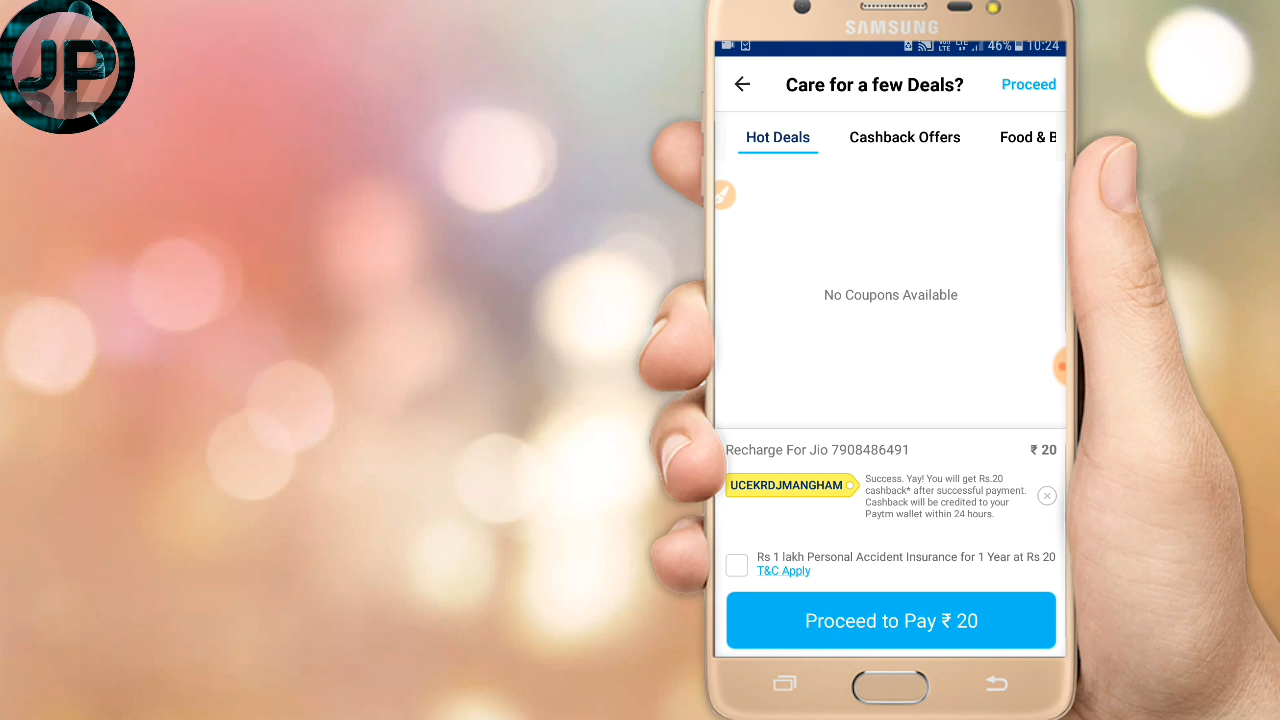 JP
SAMSUNG
46% 10:24
Care for a few Deals?
Proceed
Hot Deals
Cashback Offers
Food & B
No Coupons Available
Recharge For Jio 7908486491
₹ 20
UCEKRDJMANGHAM
Success. Yay! You will get Rs.20
cashback* after successful payment.
Cashback will be credited to your
Paytm wallet within 24 hours.
Rs 1 lakh Personal Accident Insurance for 1 Year at Rs 20
T&C Apply
Proceed to Pay ₹ 20